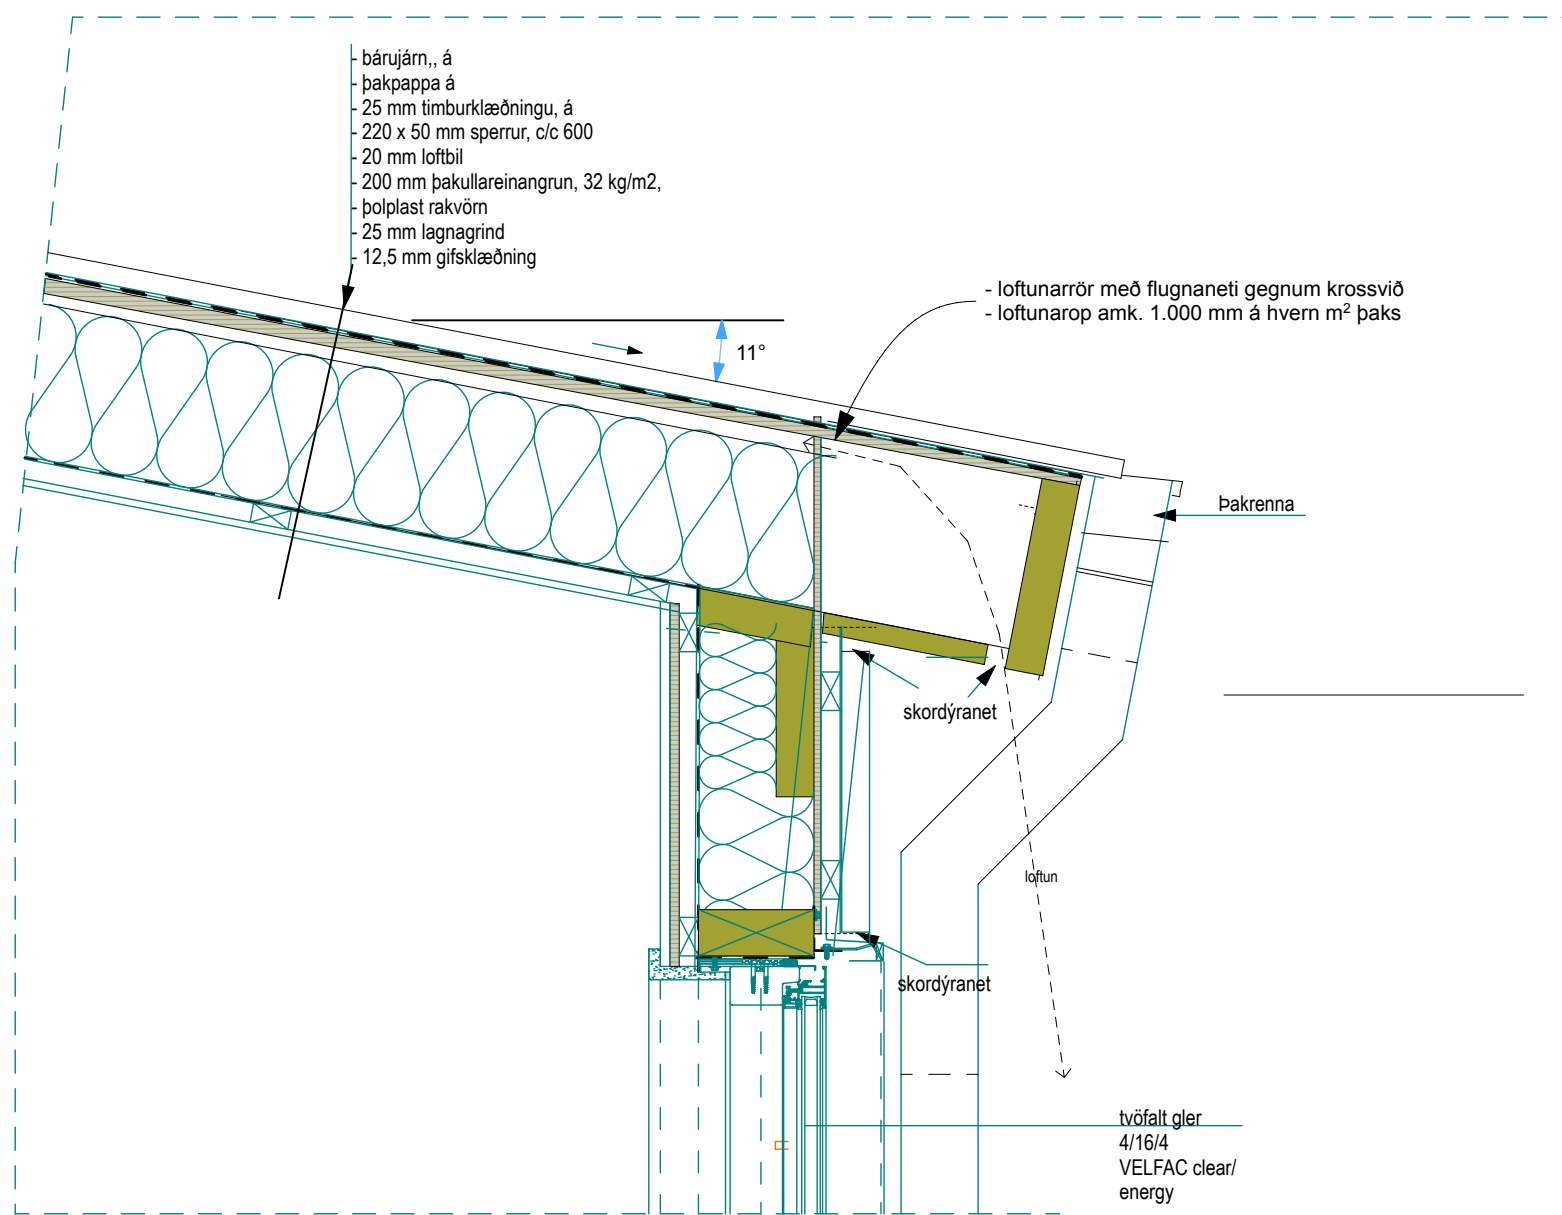 - bárujárn,, á
- þakpappa á
- 25 mm timburklæðningu, á
- 220 x 50 mm sperrur, c/c 600
- 20 mm loftbil
- 200 mm þakullareinangrun, 32 kg/m2,
- þolplast rakvörn
- 25 mm lagnagrind
- 12,5 mm gifsklæðning
- loftunarrör með flugnaneti gegnum krossvið
- loftunarop amk. 1.000 mm á hvern m² þaks
11°
Þakrenna
skordýranet
loftun
skordýranet
tvöfalt gler
4/16/4
VELFAC clear/
energy